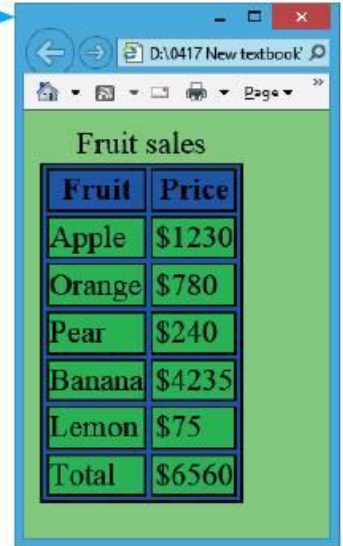 D:\0417 New textbook'
Page
Fruit sales
Fruit Price
Apple $1230
Orange $780
Pear $240
Banana $4235
Lemon $75
Total $6560